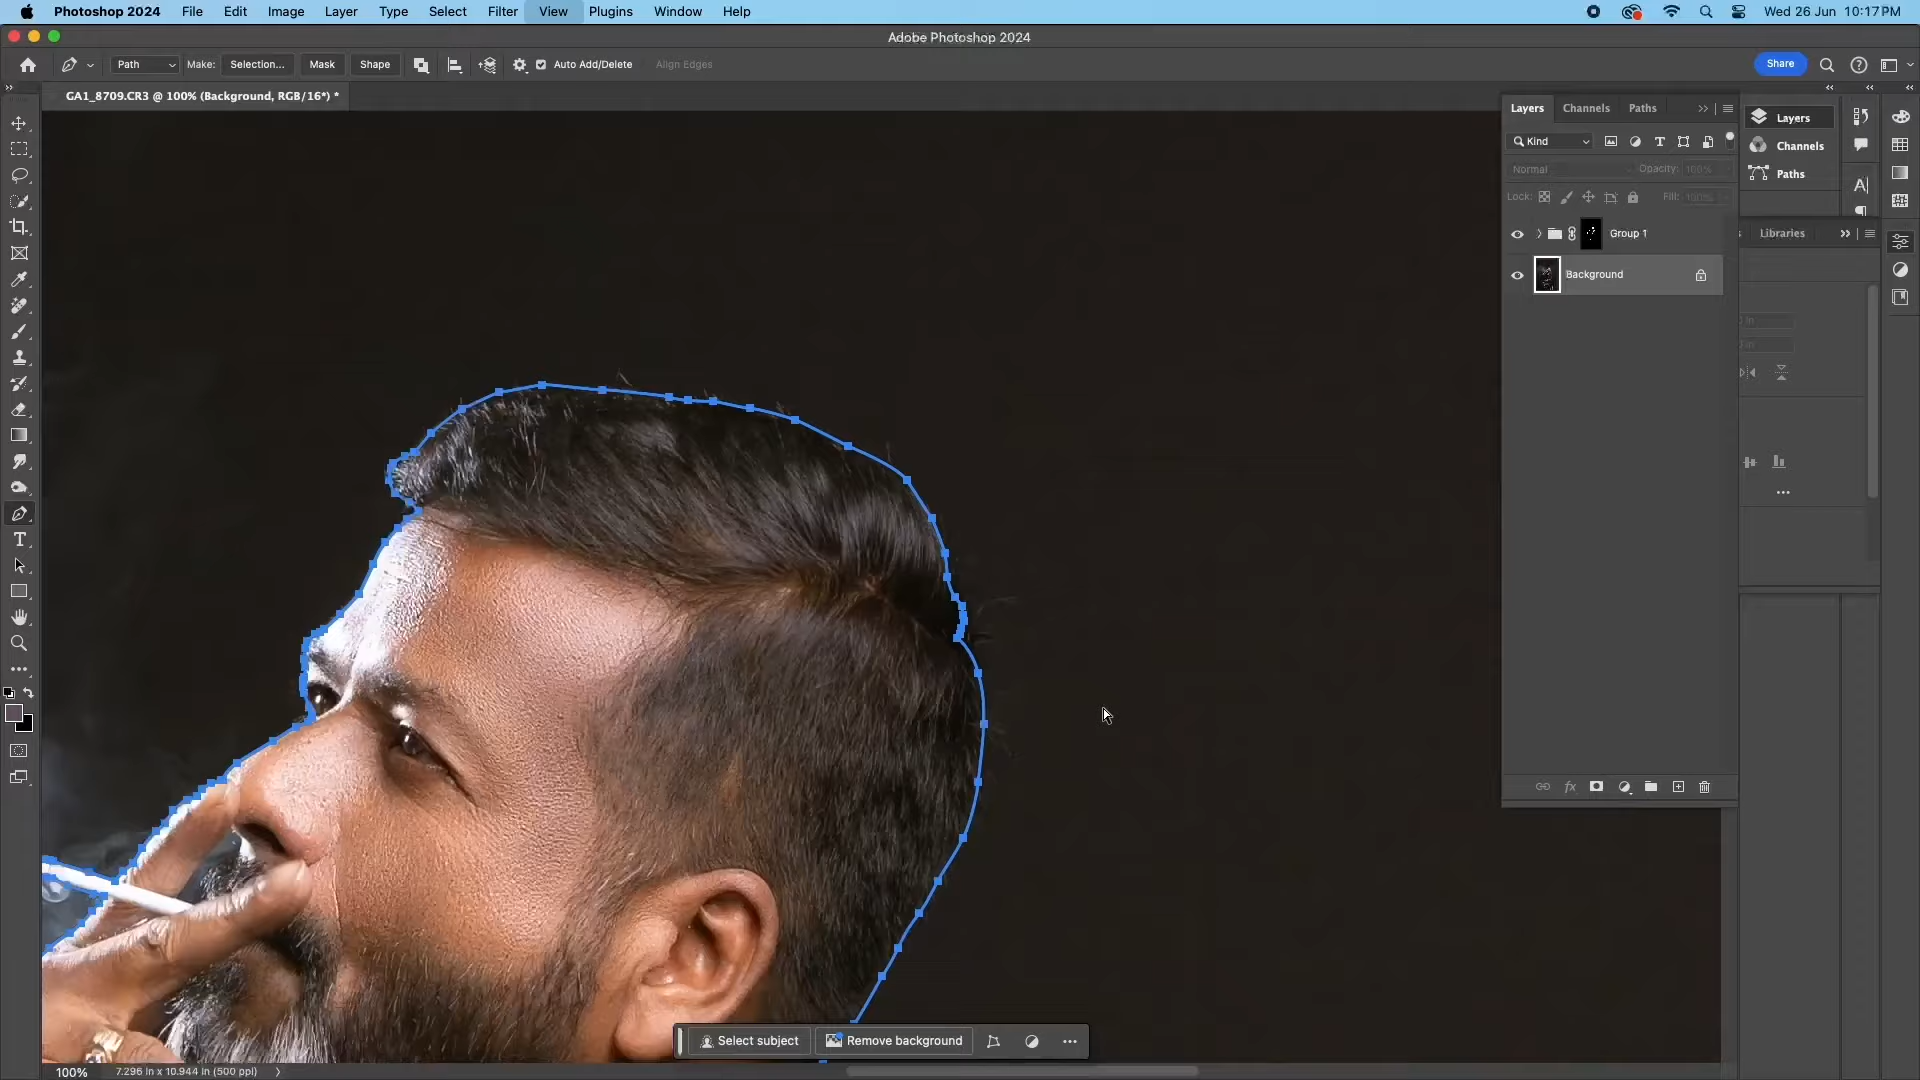 Photoshop 2024 File Edit Image Layer Type Select Filter View Plugins Window Help Wed 26 Jun 10:17 PM
Adobe Photoshop 2024
Path Make: Selection... Mask Shape Auto Add/Delete Align Edges Share
GA1_8709.CR3 @ 100% (Background, RGB/16*) *
Layers Channels Paths
Layers
Kind
Channels
Normal Opacity: 100%
Paths
Lock: Fill: 100%
Group 1
Libraries
Background
Select subject Remove background
100% 7.296 in x 10.944 in (500 ppi)